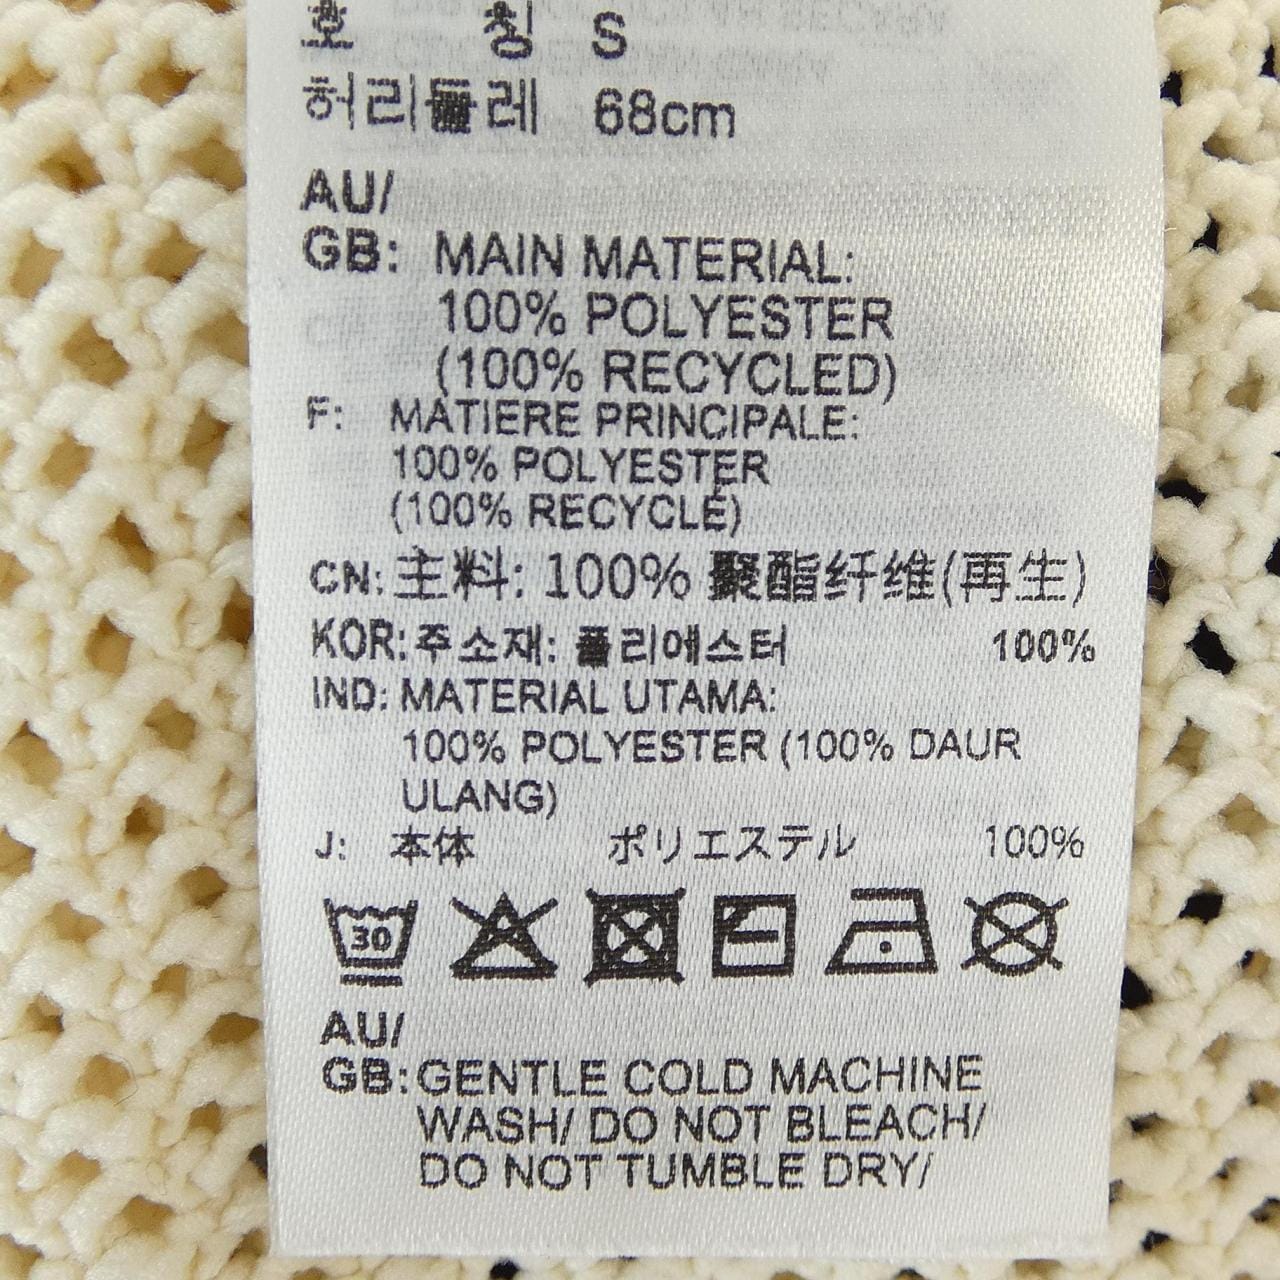 호 칭 S
허리둘레 68cm
AU/
GB: MAIN MATERIAL:
100% POLYESTER
(100% RECYCLED)
F: MATIERE PRINCIPALE:
100% POLYESTER
(100% RECYCLÉ)
CN: 主料: 100% 聚酯纤维(再生)
KOR: 주소재: 폴리에스터 100%
IND: MATERIAL UTAMA:
100% POLYESTER (100% DAUR
ULANG)
J: 本体 ポリエステル 100%
30
AU/
GB: GENTLE COLD MACHINE
WASH/ DO NOT BLEACH/
DO NOT TUMBLE DRY/